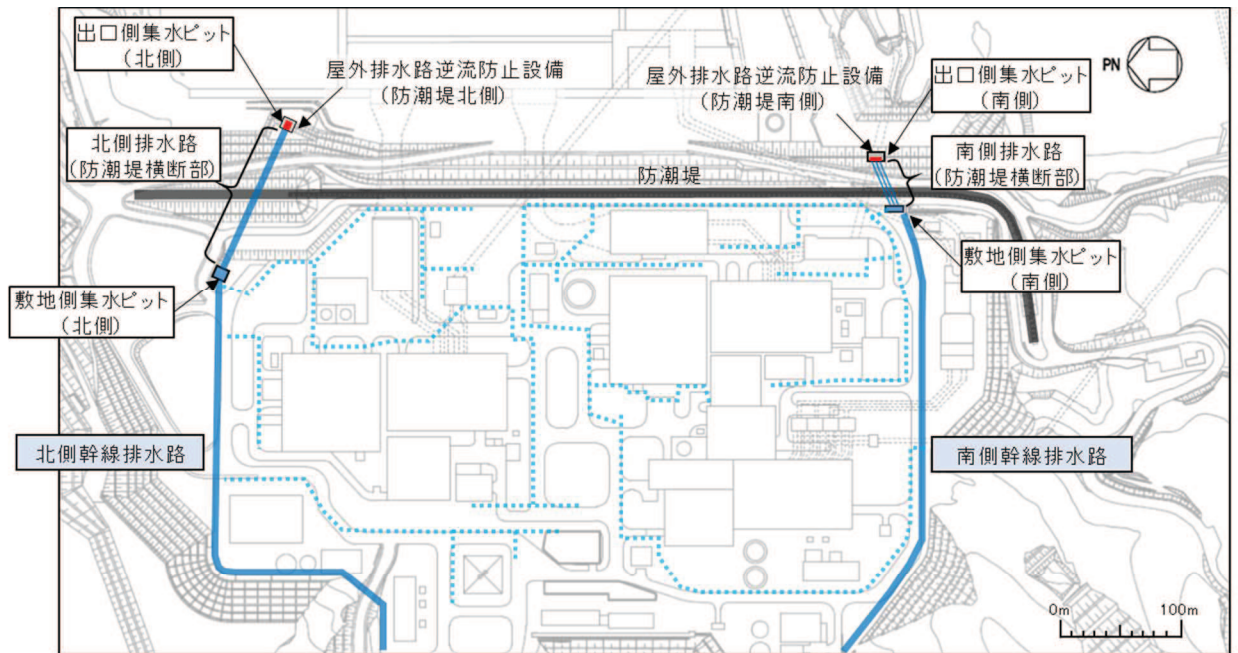 出口側集水ピット
(北側)
屋外排水路逆流防止設備
(防潮堤北側)
屋外排水路逆流防止設備
(防潮堤南側)
出口側集水ピット
(南側)
PN
北側排水路
(防潮堤横断部)
防潮堤
南側排水路
(防潮堤横断部)
敷地側集水ピット
(北側)
敷地側集水ピット
(南側)
北側幹線排水路
南側幹線排水路
0m 100m